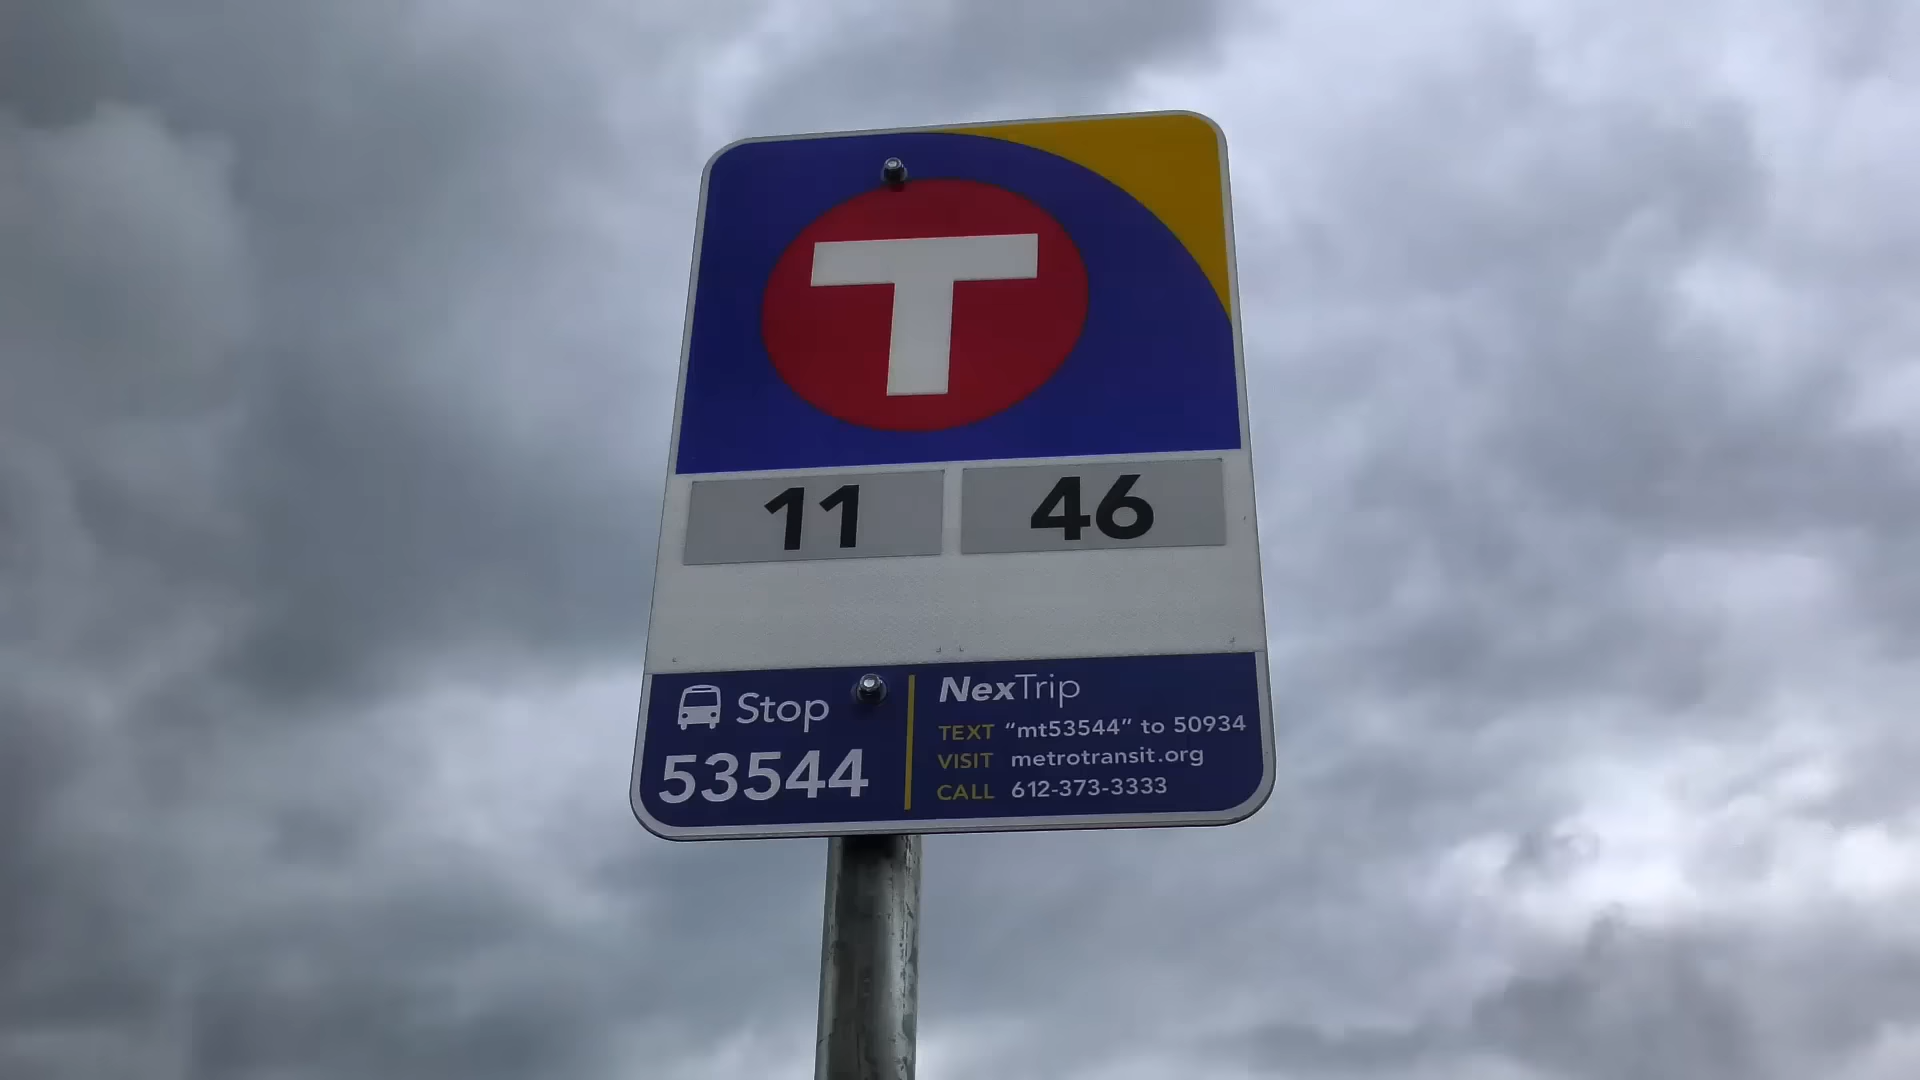 T
11 46
Stop
53544
NexTrip
TEXT “mt53544” to 50934
VISIT metrotransit.org
CALL 612-373-3333